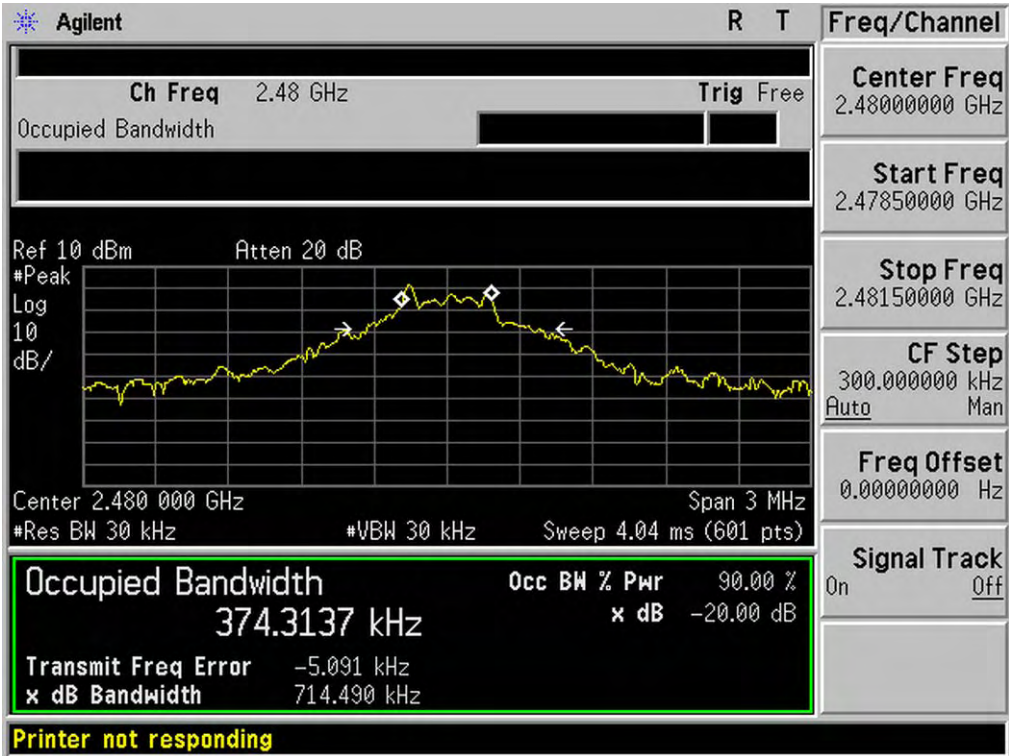 Agilent R T Freq/Channel
Ch Freq 2.48 GHz Trig Free
Occupied Bandwidth
Center Freq
2.48000000 GHz
Start Freq
2.47850000 GHz
Stop Freq
2.48150000 GHz
CF Step
300.000000 kHz
Auto Man
Freq Offset
0.00000000 Hz
Signal Track
On Off
Ref 10 dBm Atten 20 dB
#Peak
Log
10
dB/
Center 2.480 000 GHz Span 3 MHz
#Res BW 30 kHz #VBW 30 kHz Sweep 4.04 ms (601 pts)
Occupied Bandwidth Occ BW % Pwr 90.00 %
374.3137 kHz x dB -20.00 dB
Transmit Freq Error -5.091 kHz
x dB Bandwidth 714.490 kHz
Printer not responding